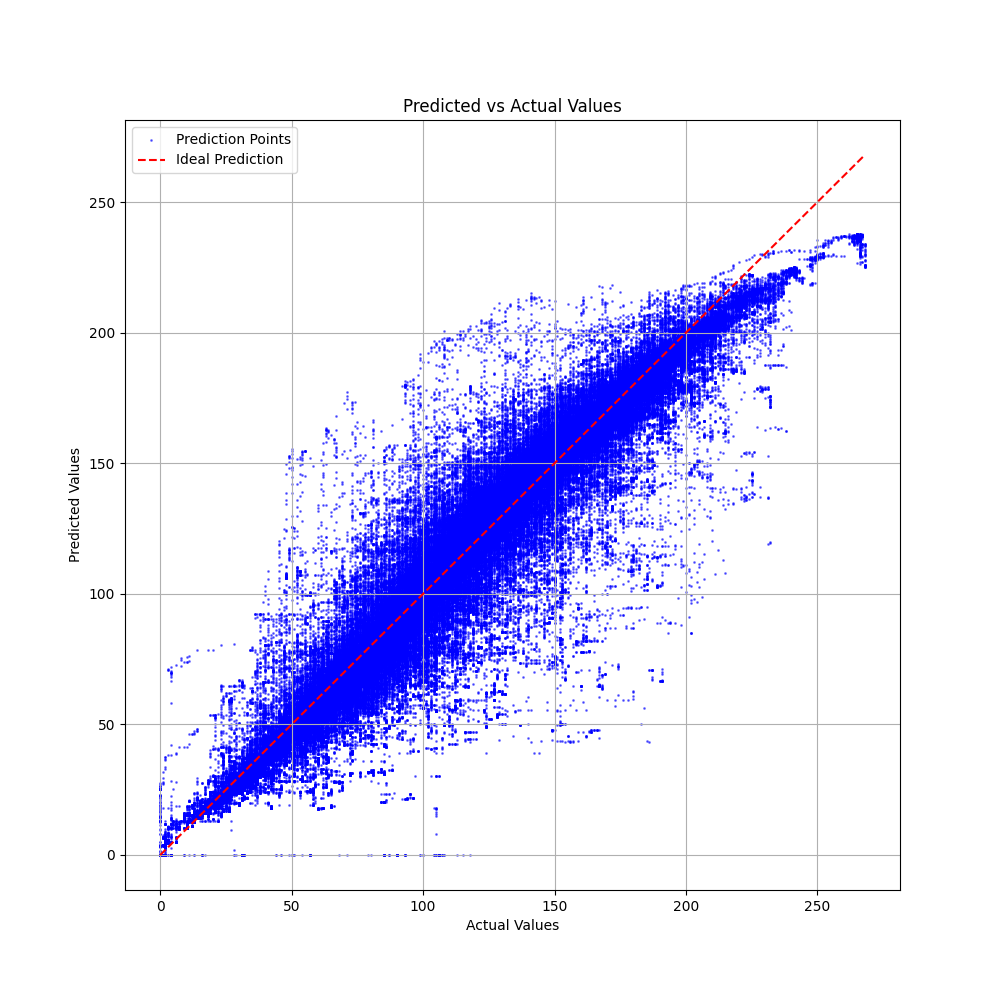 Predicted vs Actual Values
Prediction Points
Ideal Prediction
250
200
150
100
50
0
Predicted Values
0 50 100 150 200 250
Actual Values